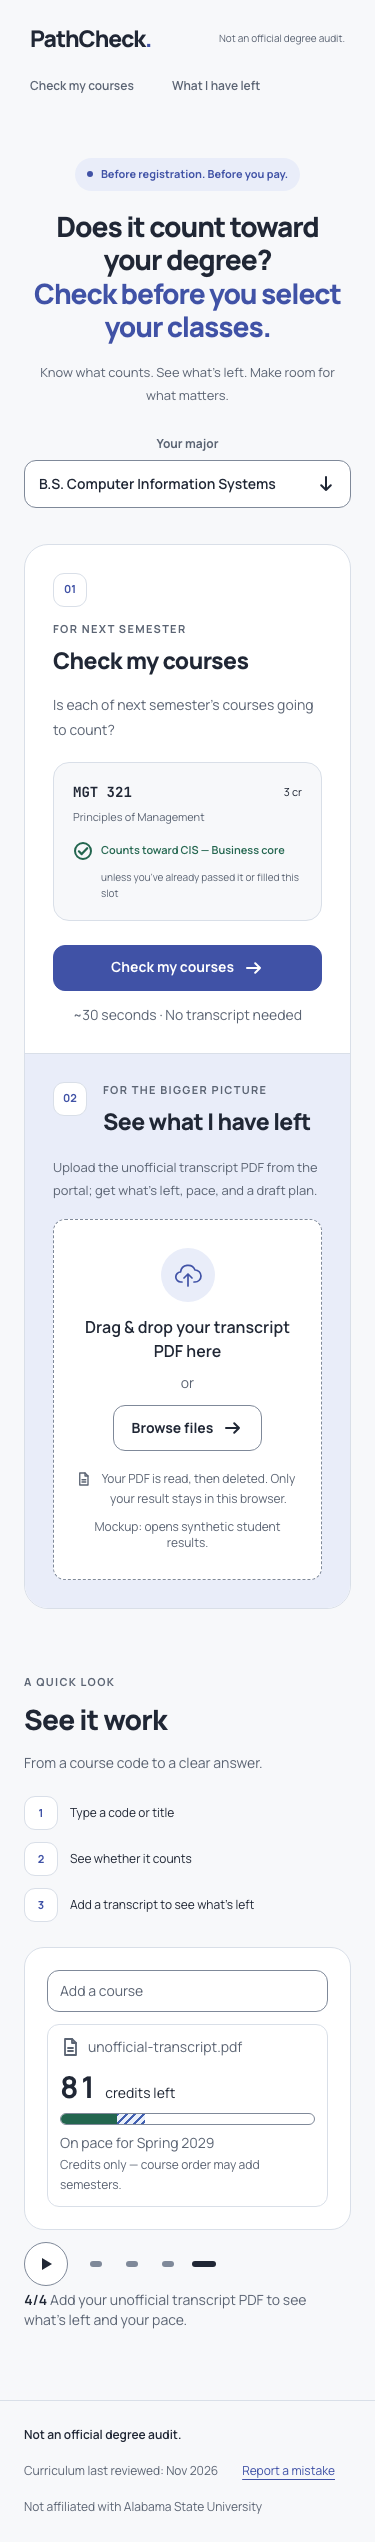 PathCheck.
Not an official degree audit.
Check my courses
What I have left
Before registration. Before you pay.
Does it count toward
your degree?
Check before you select
your classes.
Know what counts. See what's left. Make room for
what matters.
Your major
B.S. Computer Information Systems
01
FOR NEXT SEMESTER
Check my courses
Is each of next semester's courses going
to count?
MGT 321
3 cr
Principles of Management
Counts toward CIS — Business core
unless you've already passed it or filled this
slot
Check my courses
~30 seconds · No transcript needed
02
FOR THE BIGGER PICTURE
See what I have left
Upload the unofficial transcript PDF from the
portal; get what's left, pace, and a draft plan.
Drag & drop your transcript
PDF here
or
Browse files
Your PDF is read, then deleted. Only
your result stays in this browser.
Mockup: opens synthetic student
results.
A QUICK LOOK
See it work
From a course code to a clear answer.
1
Type a code or title
2
See whether it counts
3
Add a transcript to see what's left
Add a course
unofficial-transcript.pdf
81 credits left
On pace for Spring 2029
Credits only — course order may add
semesters.
4/4 Add your unofficial transcript PDF to see
what's left and your pace.
Not an official degree audit.
Curriculum last reviewed: Nov 2026
Report a mistake
Not affiliated with Alabama State University